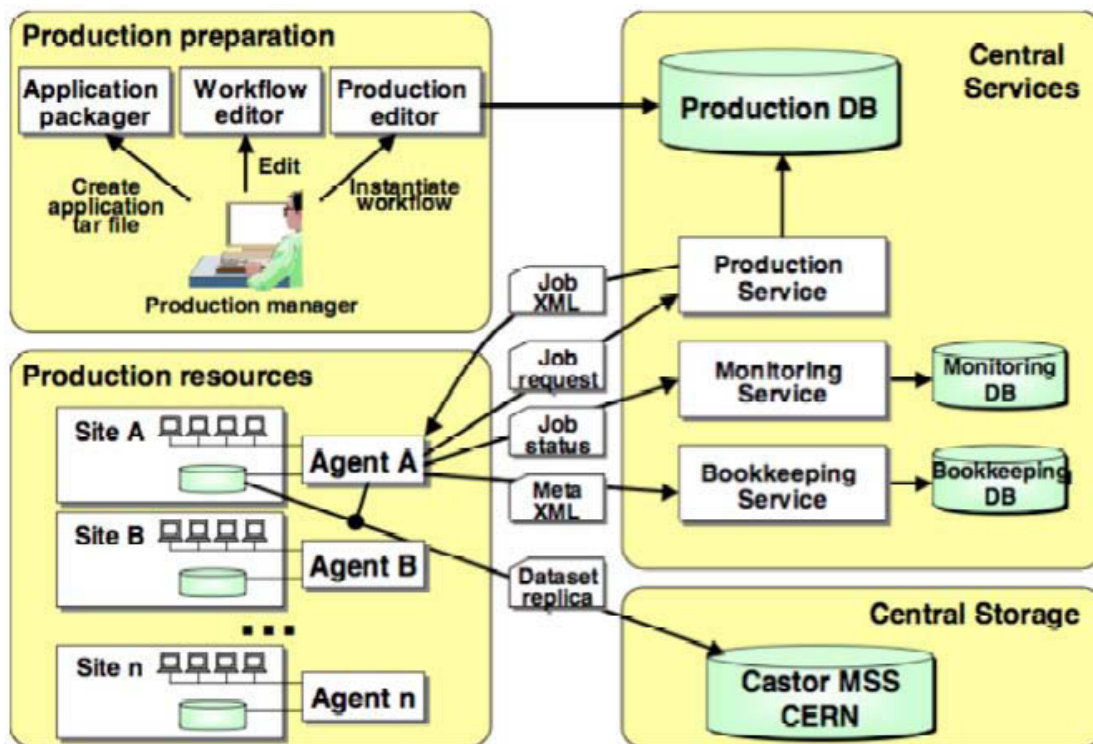 Production preparation
Application
packager
Workflow
editor
Production
editor
Create
application
tar file
Edit
Instantiate
workflow
Production manager
Central
Services
Production DB
Production
Service
Job
XML
Job
request
Monitoring
Service
Monitoring
DB
Job
status
Bookkeeping
Service
Bookkeeping
DB
Meta
XML
Production resources
Site A
Agent A
Site B
Agent B
...
Site n
Agent n
Dataset
replica
Central Storage
Castor MSS
CERN